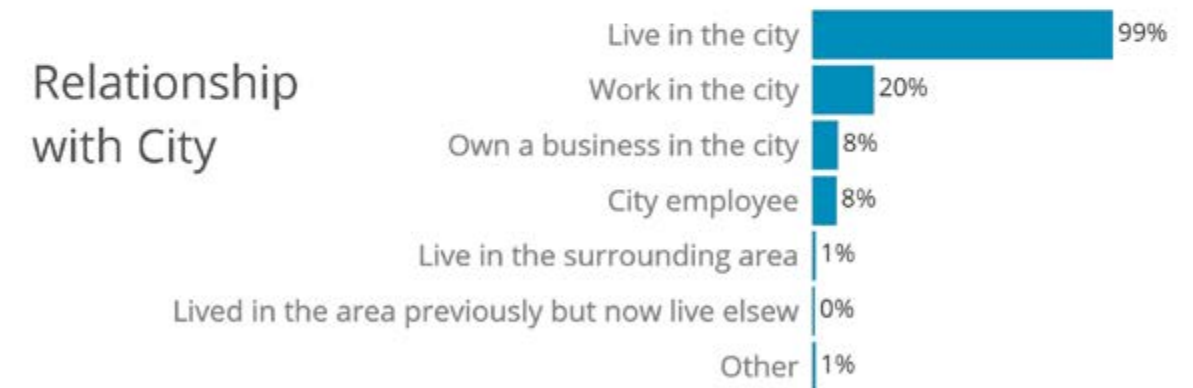 Relationship
with City
Live in the city 99%
Work in the city 20%
Own a business in the city 8%
City employee 8%
Live in the surrounding area 1%
Lived in the area previously but now live elsew 0%
Other 1%